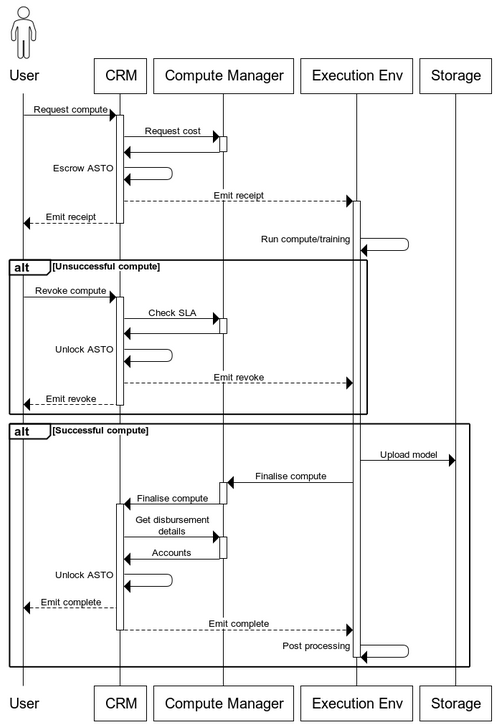 User
CRM
Compute Manager
Execution Env
Storage
Request compute
Request cost
Escrow ASTO
Emit receipt
Emit receipt
Run compute/training
alt
[Unsuccessful compute]
Revoke compute
Check SLA
Unlock ASTO
Emit revoke
Emit revoke
alt
[Successful compute]
Upload model
Finalise compute
Finalise compute
Get disbursement
details
Accounts
Unlock ASTO
Emit complete
Emit complete
Post processing
User
CRM
Compute Manager
Execution Env
Storage